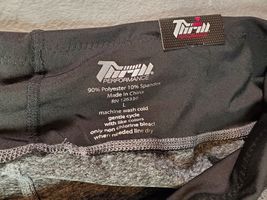 Thrill
Thrill
PERFORMANCE
90% Polyester 10% Spandex
Made in China
L
machine wash cold
gentle cycle
with like colors
only non chlorine bleach
when needed line dry